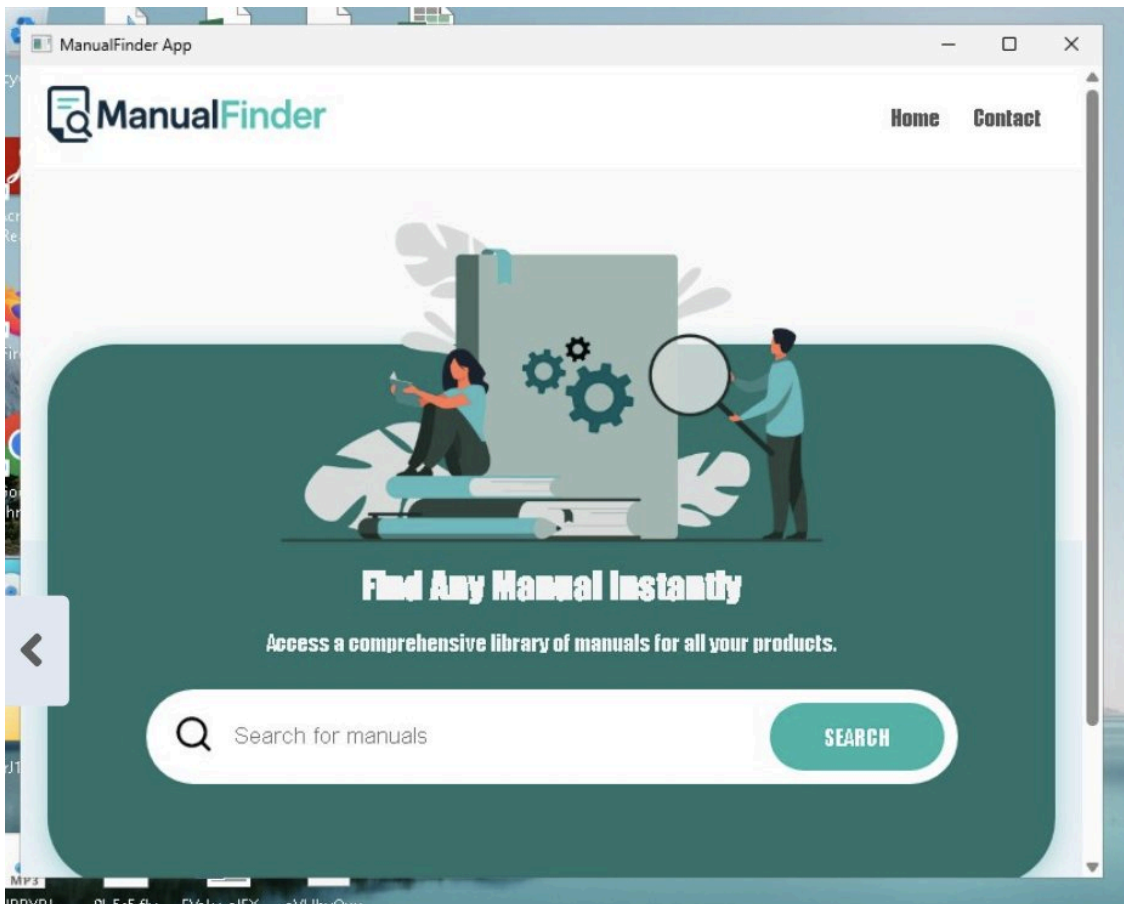 ManualFinder App
ManualFinder
Home Contact
Find Any Manual Instantly
Access a comprehensive library of manuals for all your products.
Search for manuals
SEARCH
MP3